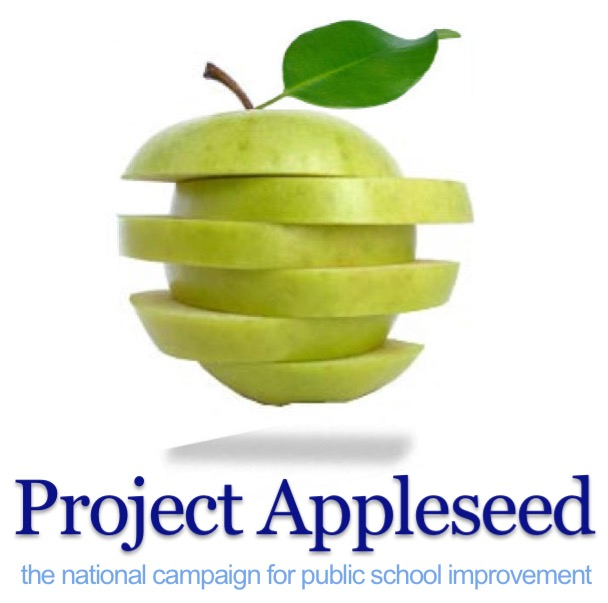 Project Appleseed
the national campaign for public school improvement